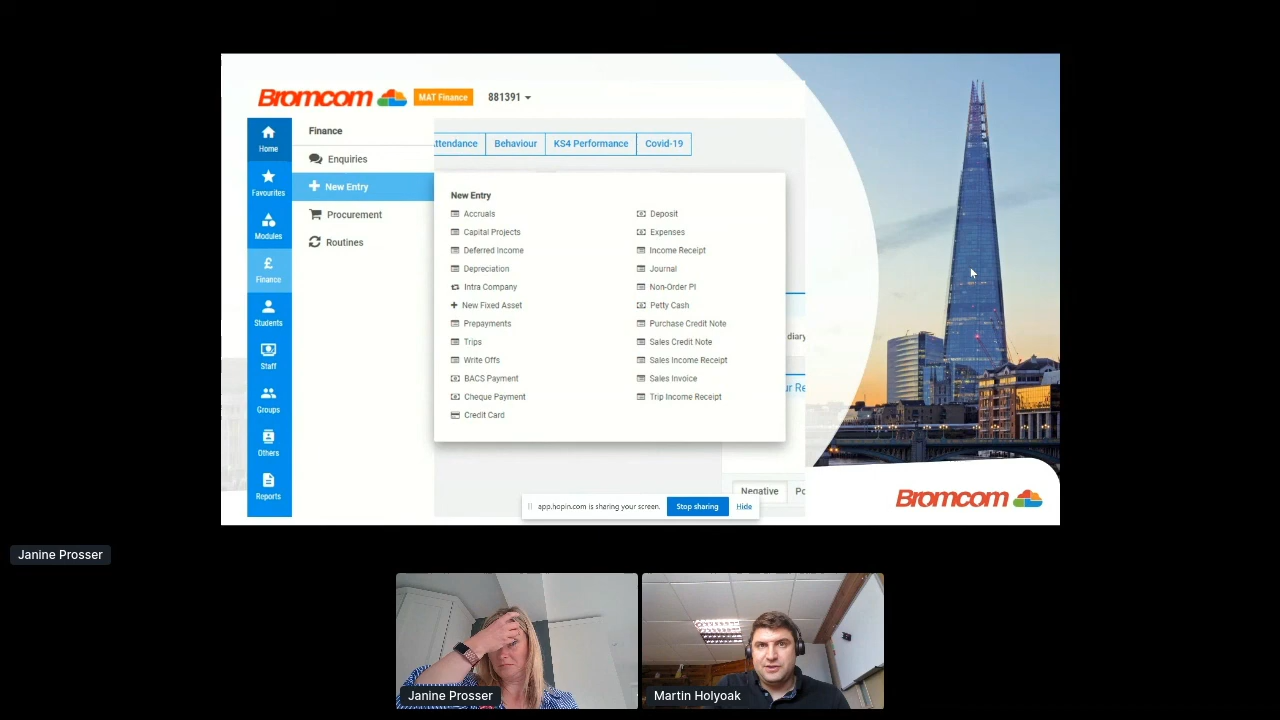 Bromcom MAT Finance 881391
Home
Favourites
Modules
£
Finance
Students
Staff
Groups
Others
Reports
Finance
Enquiries
New Entry
Procurement
Routines
ttendance Behaviour KS4 Performance Covid-19
New Entry
Accruals
Capital Projects
Deferred Income
Depreciation
Intra Company
New Fixed Asset
Prepayments
Trips
Write Offs
BACS Payment
Cheque Payment
Credit Card
Deposit
Expenses
Income Receipt
Journal
Non-Order PI
Petty Cash
Purchase Credit Note
Sales Credit Note
Sales Income Receipt
Sales Invoice
Trip Income Receipt
diary
ur Re
Negative Po
app.hopin.com is sharing your screen. Stop sharing Hide
Bromcom
Janine Prosser
Janine Prosser
Martin Holyoak